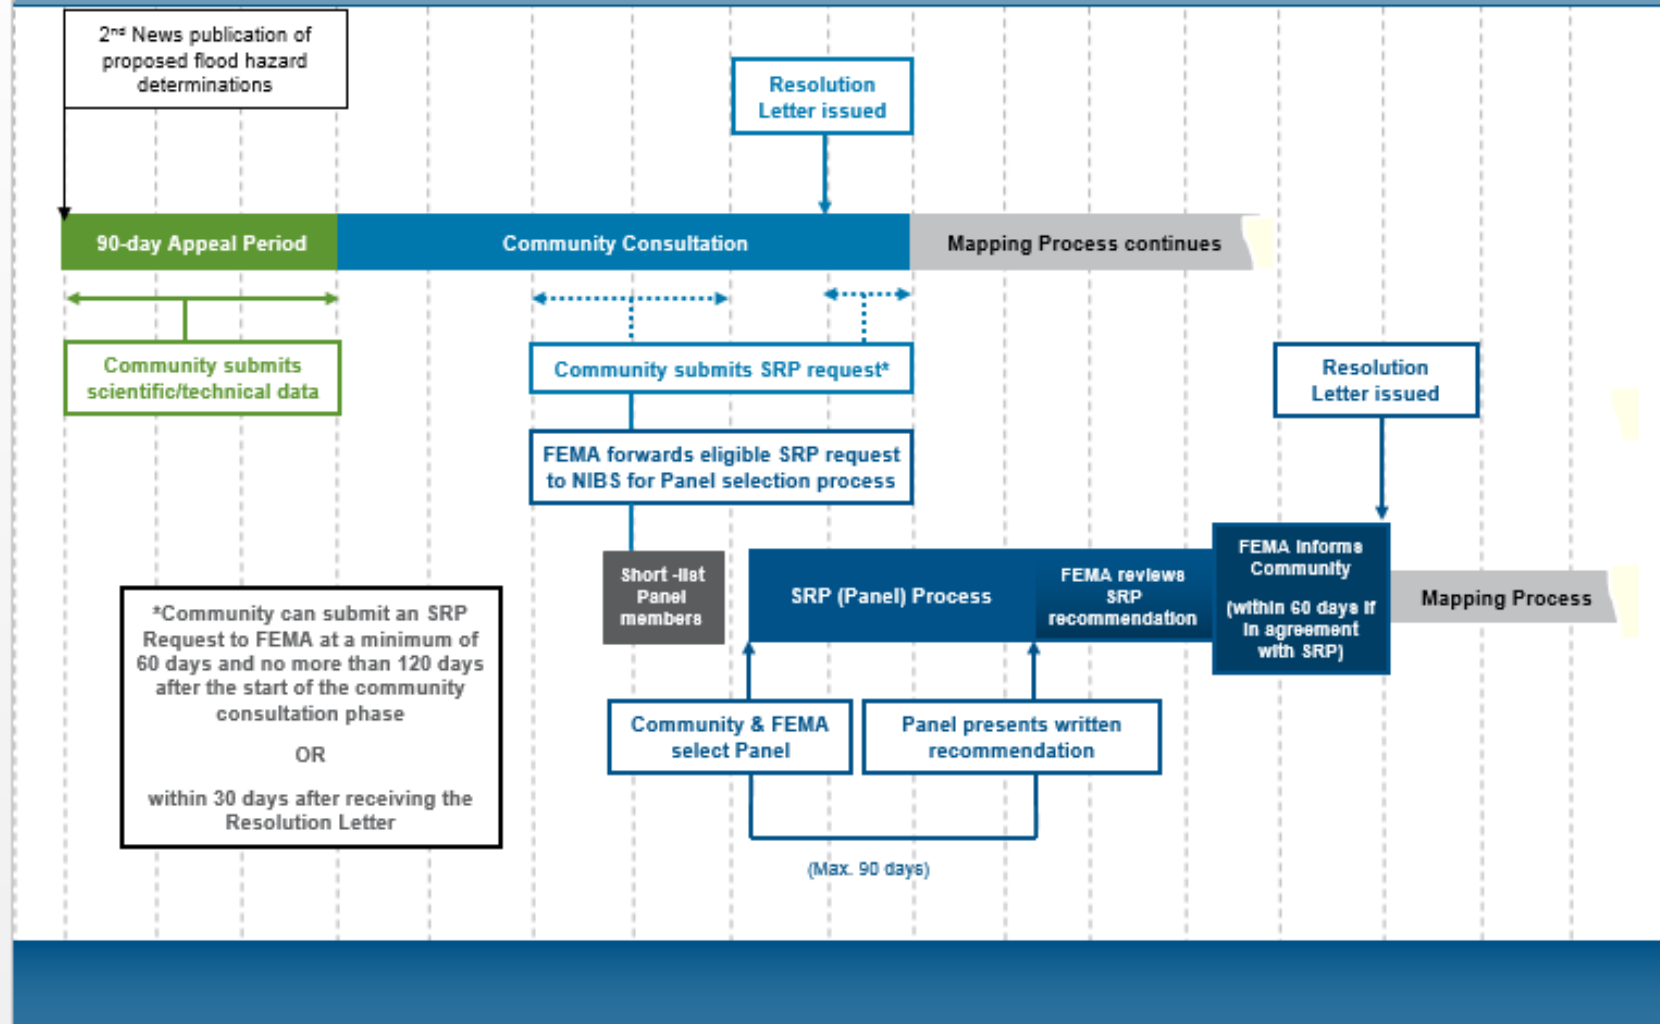 2nd News publication of
proposed flood hazard
determinations
Resolution
Letter issued
90-day Appeal Period
Community Consultation
Mapping Process continues
Community submits
scientific/technical data
Community submits SRP request*
Resolution
Letter issued
FEMA forwards eligible SRP request
to NIBS for Panel selection process
Short -list
Panel
members
SRP (Panel) Process
FEMA reviews
SRP
recommendation
FEMA Informs
Community
(within 60 days if
in agreement
with SRP)
Mapping Process
*Community can submit an SRP
Request to FEMA at a minimum of
60 days and no more than 120 days
after the start of the community
consultation phase
OR
within 30 days after receiving the
Resolution Letter
Community & FEMA
select Panel
Panel presents written
recommendation
(Max. 90 days)